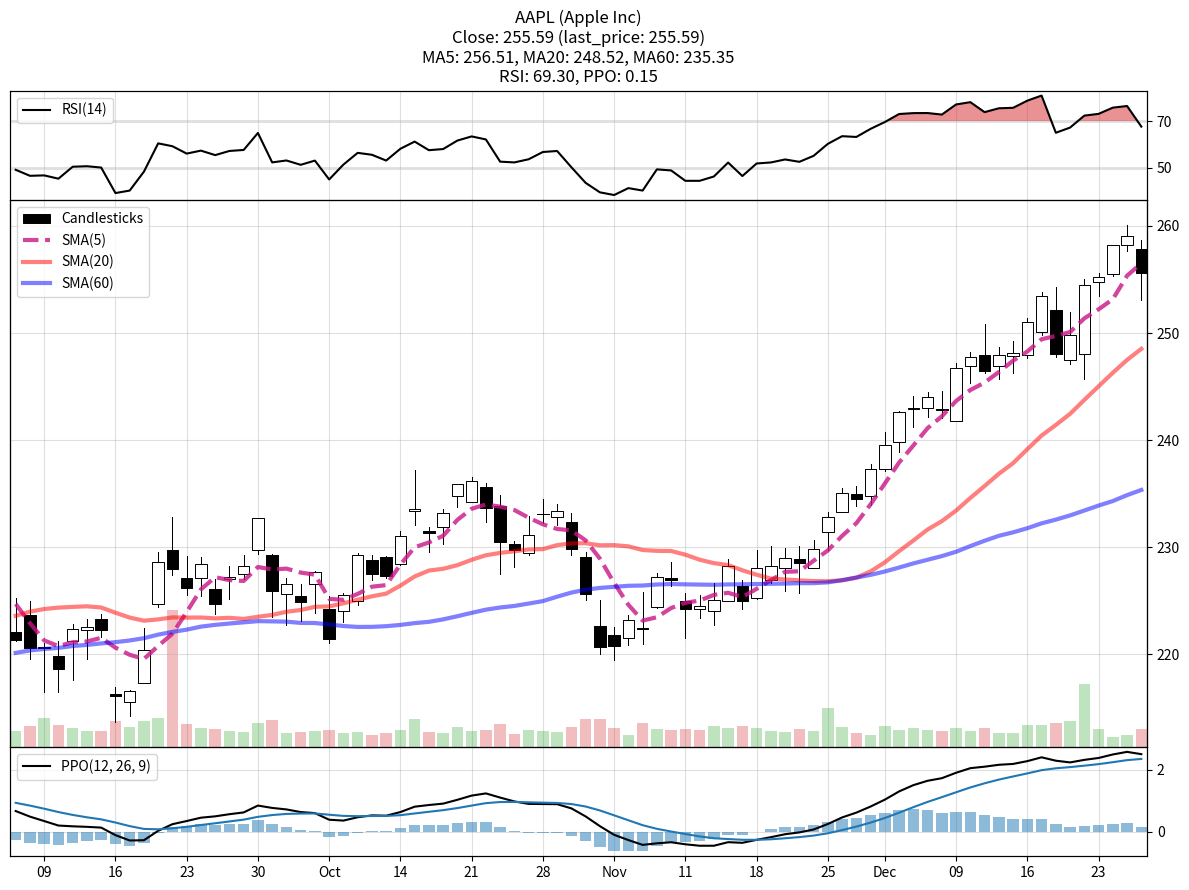 AAPL (Apple Inc)
Close: 255.59 (last_price: 255.59)
MA5: 256.51, MA20: 248.52, MA60: 235.35
RSI: 69.30, PPO: 0.15
RSI(14)
70
50
Candlesticks
SMA(5)
SMA(20)
SMA(60)
260
250
240
230
220
PPO(12, 26, 9)
2
0
09 16 23 30 Oct 14 21 28 Nov 11 18 25 Dec 09 16 23